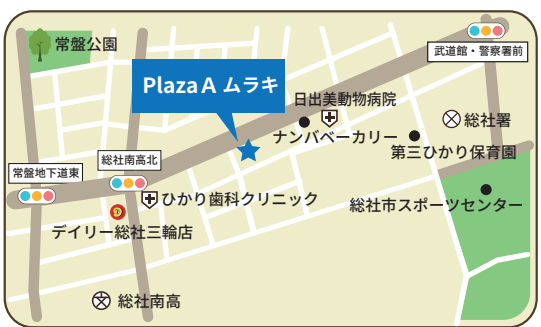 常盤公園
武道館・警察署前
PlazaA ムラキ
日出美動物病院
総社署
ナンバベーカリー
第三ひかり保育園
総社南高北
常盤地下道東
ひかり歯科クリニック
総社市スポーツセンター
デイリー総社三輪店
総社南高